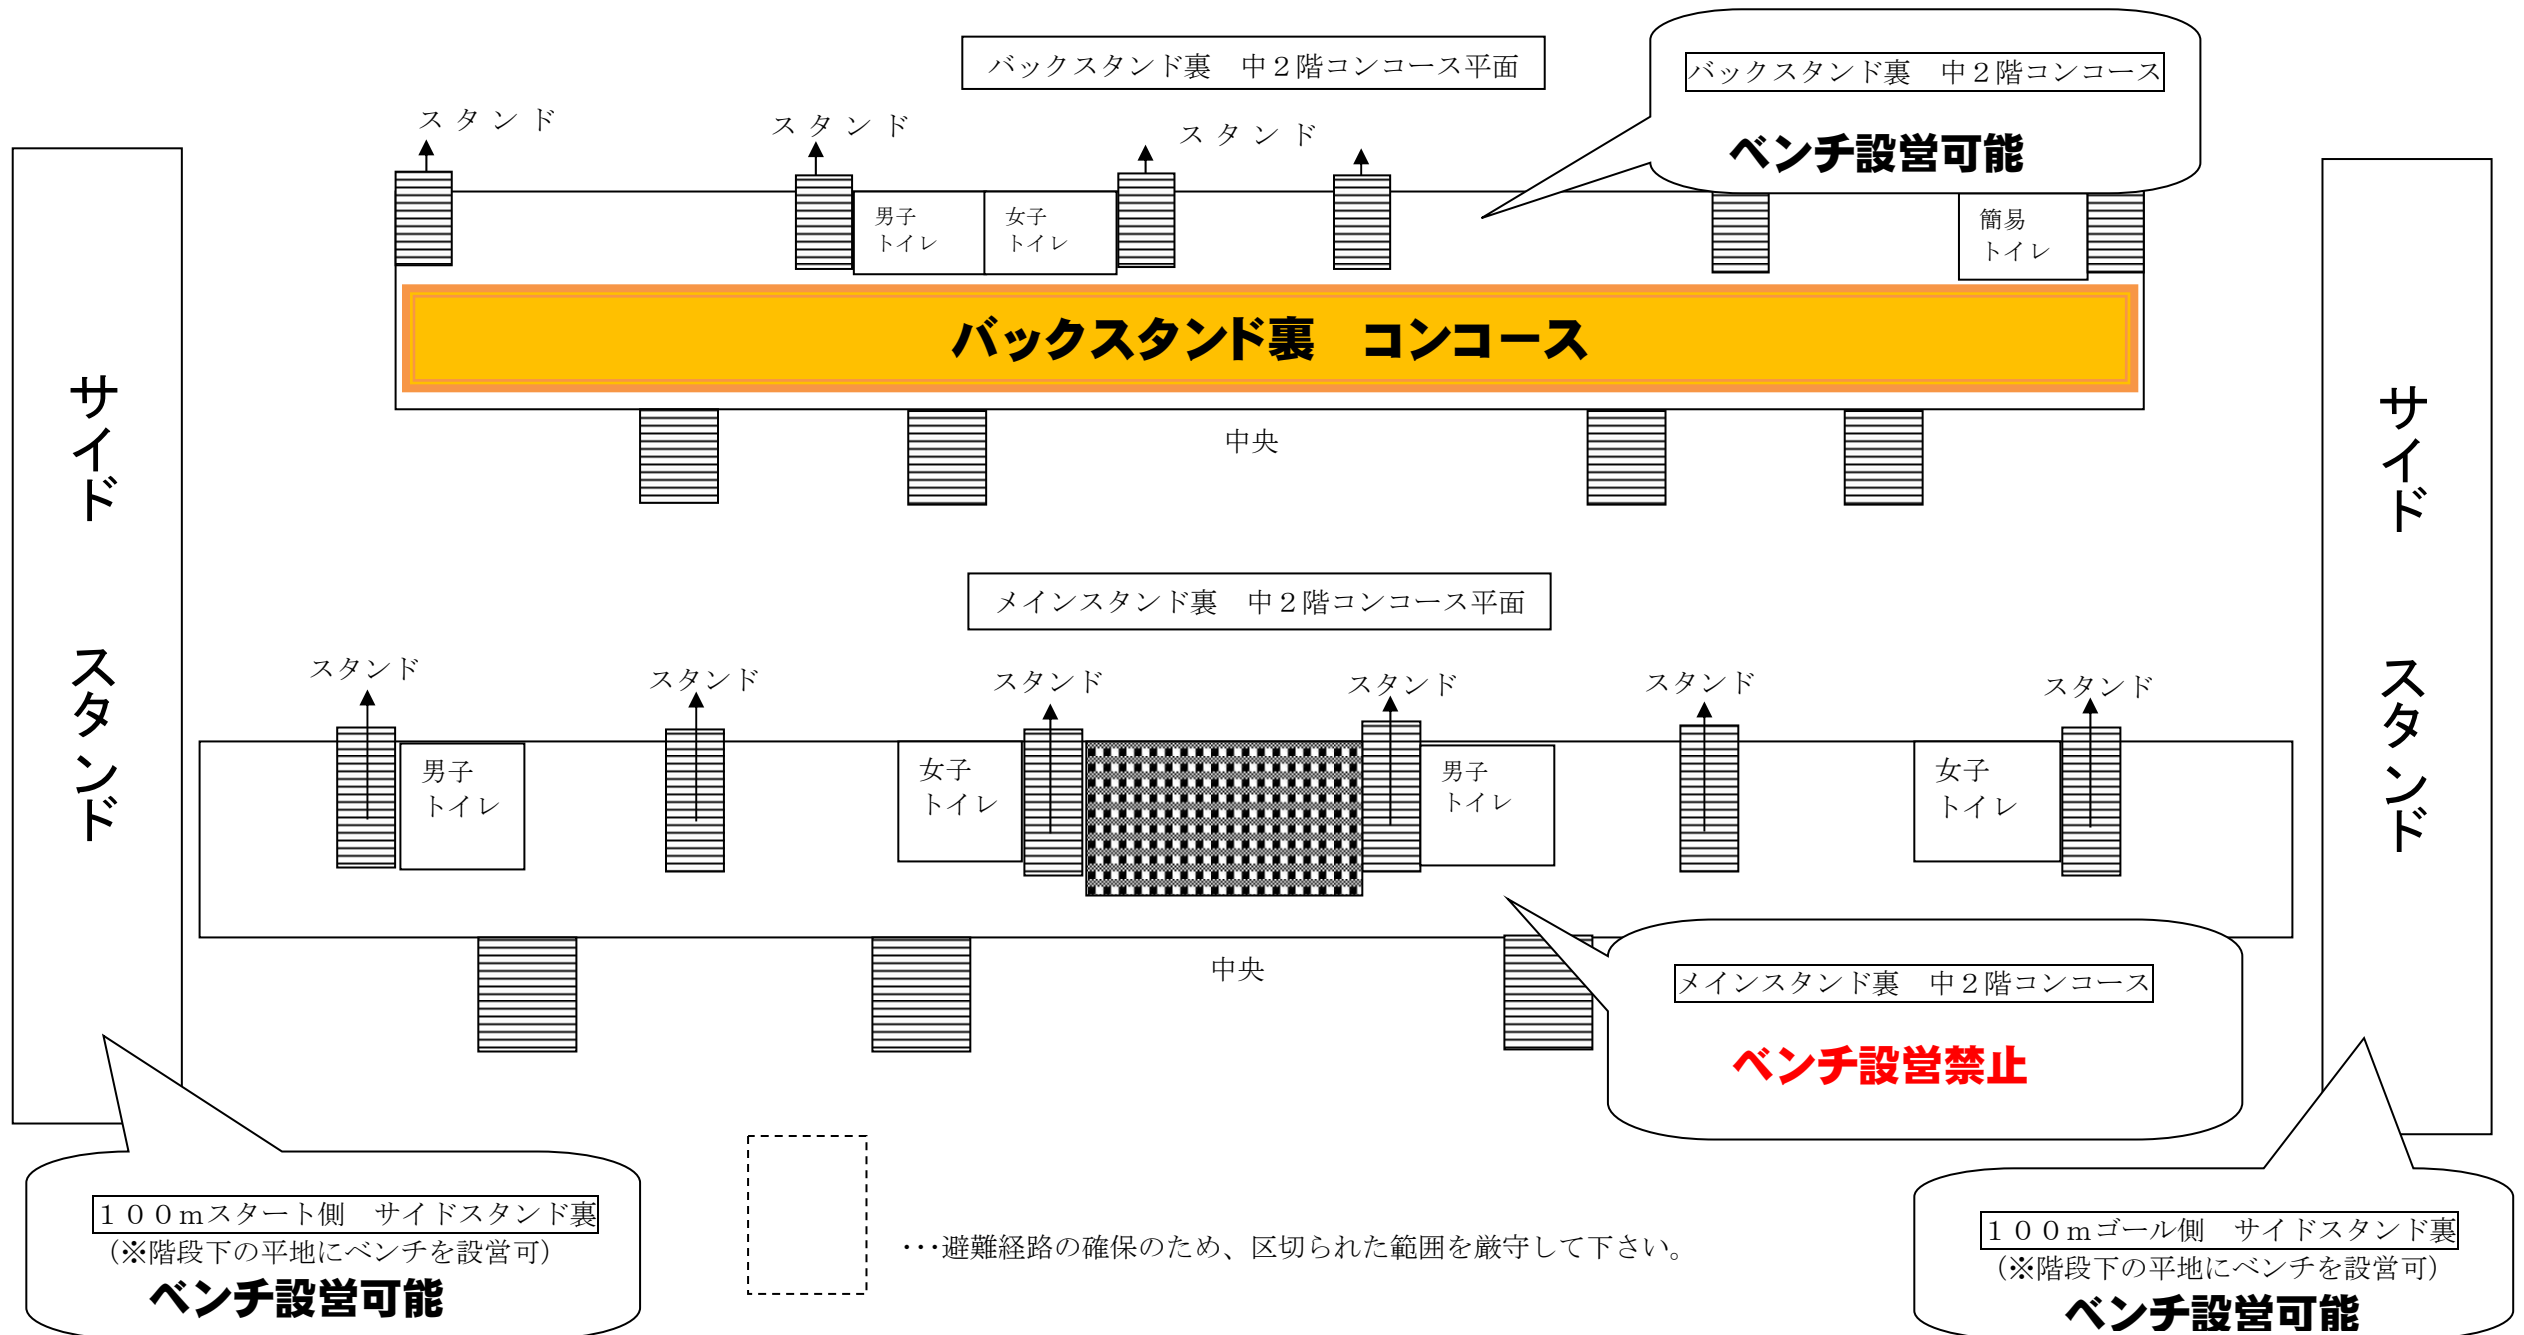 バックスタンド裏　中２階コンコース平面
バックスタンド裏　中２階コンコース
ベンチ設営可能
スタンド
スタンド
スタンド
男子
トイレ
女子
トイレ
簡易
トイレ
バックスタンド裏　コンコース
中央
サイド　スタンド
サイド　スタンド
メインスタンド裏　中２階コンコース平面
スタンド
スタンド
スタンド
スタンド
スタンド
スタンド
男子
トイレ
女子
トイレ
男子
トイレ
女子
トイレ
中央
メインスタンド裏　中２階コンコース
ベンチ設営禁止
１００ｍスタート側　サイドスタンド裏
（※階段下の平地にベンチを設営可）
ベンチ設営可能
…避難経路の確保のため、区切られた範囲を厳守して下さい。
１００ｍゴール側　サイドスタンド裏
（※階段下の平地にベンチを設営可）
ベンチ設営可能